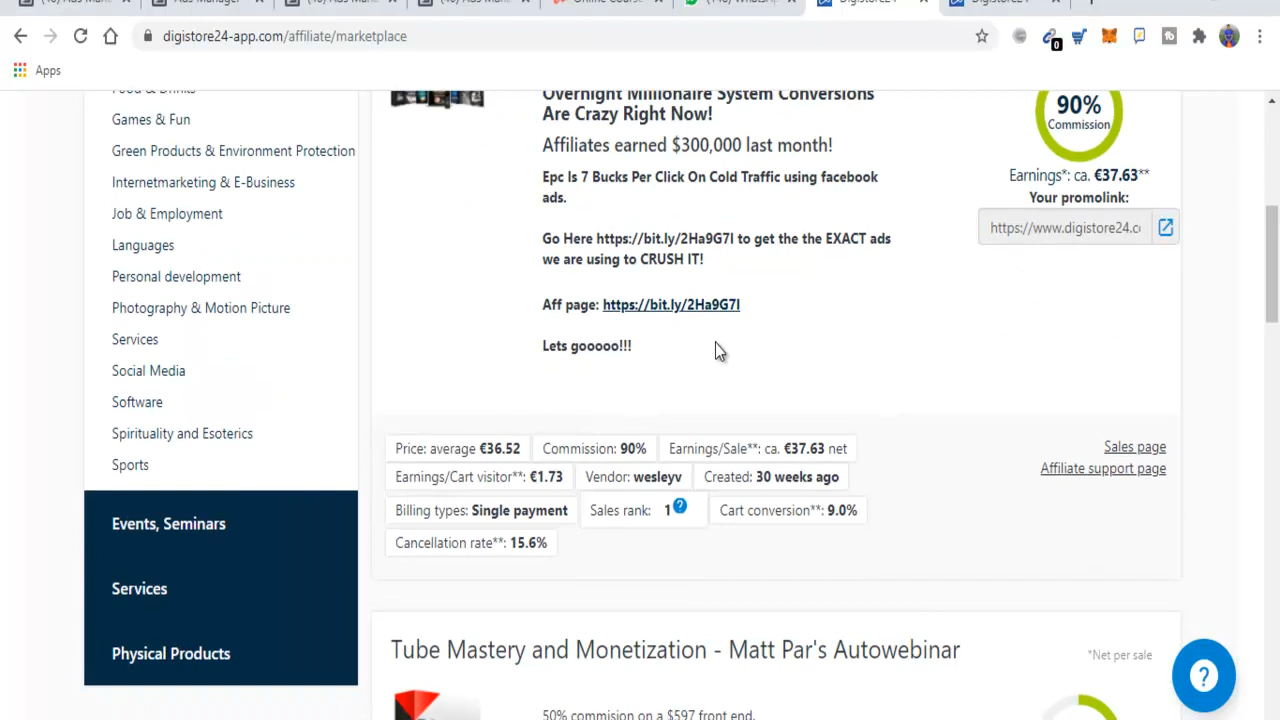 digistore24-app.com/affiliate/marketplace
0
Apps
Games & Fun
Green Products & Environment Protection
Internetmarketing & E-Business
Job & Employment
Languages
Personal development
Photography & Motion Picture
Services
Social Media
Software
Spirituality and Esoterics
Sports
Events, Seminars
Services
Physical Products
Overnight Millionaire System Conversions
Are Crazy Right Now!
Affiliates earned $300,000 last month!
Epc Is 7 Bucks Per Click On Cold Traffic using facebook
ads.
Go Here https://bit.ly/2Ha9G7I to get the the EXACT ads
we are using to CRUSH IT!
Aff page: https://bit.ly/2Ha9G7I
Lets gooooo!!!
90%
Commission
Earnings*: ca. €37.63**
Your promolink:
https://www.digistore24.c
Price: average €36.52 Commission: 90% Earnings/Sale**: ca. €37.63 net
Earnings/Cart visitor**: €1.73 Vendor: wesleyv Created: 30 weeks ago
Billing types: Single payment Sales rank: 1 ? Cart conversion**: 9.0%
Cancellation rate**: 15.6%
Sales page
Affiliate support page
Tube Mastery and Monetization - Matt Par's Autowebinar
*Net per sale
50% commision on a $597 front end.
?